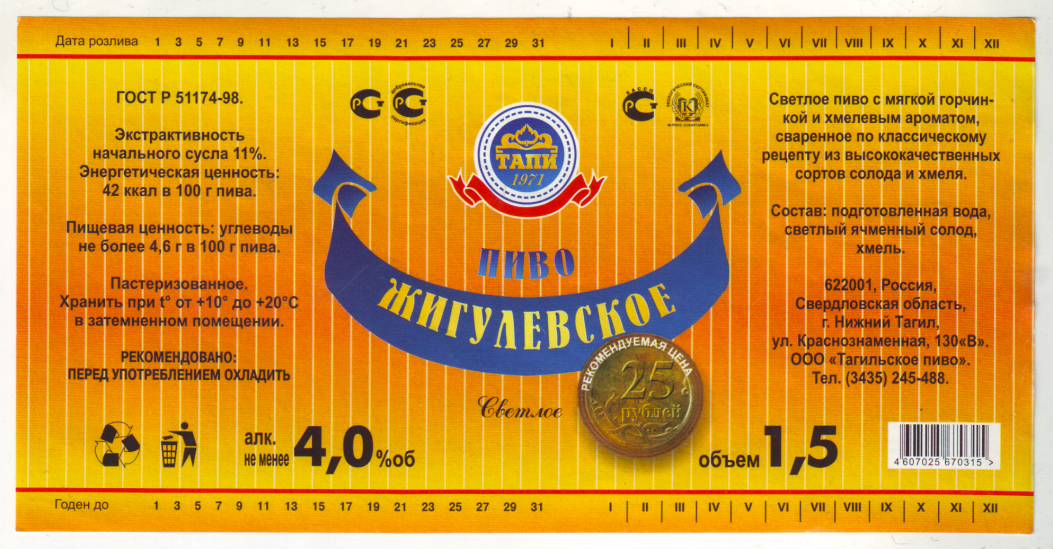 Дата розлива 1 3 5 7 9 11 13 15 17 19 21 23 25 27 29 31 I II III IV V VI VII VIII IX X XI XII
ГОСТ Р 51174-98.
Экстрактивность
начального сусла 11%.
Энергетическая ценность:
42 ккал в 100 г пива.
Пищевая ценность: углеводы
не более 4,6 г в 100 г пива.
Пастеризованное.
Хранить при t° от +10° до +20°С
в затемненном помещении.
РЕКОМЕНДОВАНО:
ПЕРЕД УПОТРЕБЛЕНИЕМ ОХЛАДИТЬ
алк.
не менее 4,0 %об
добровольная
сертификация
ТАПИ
1971
ПИВО
ЖИГУЛЕВСКОЕ
Светлое
РЕКОМЕНДУЕМАЯ ЦЕНА
25
рублей
Светлое пиво с мягкой горчин-
кой и хмелевым ароматом,
сваренное по классическому
рецепту из высококачественных
сортов солода и хмеля.
Состав: подготовленная вода,
светлый ячменный солод,
хмель.
622001, Россия,
Свердловская область,
г. Нижний Тагил,
ул. Краснознаменная, 130«В».
ООО «Тагильское пиво».
Тел. (3435) 245-488.
объем 1,5
4 607025 670315 >
Годен до 1 3 5 7 9 11 13 15 17 19 21 23 25 27 29 31 I II III IV V VI VII VIII IX X XI XII